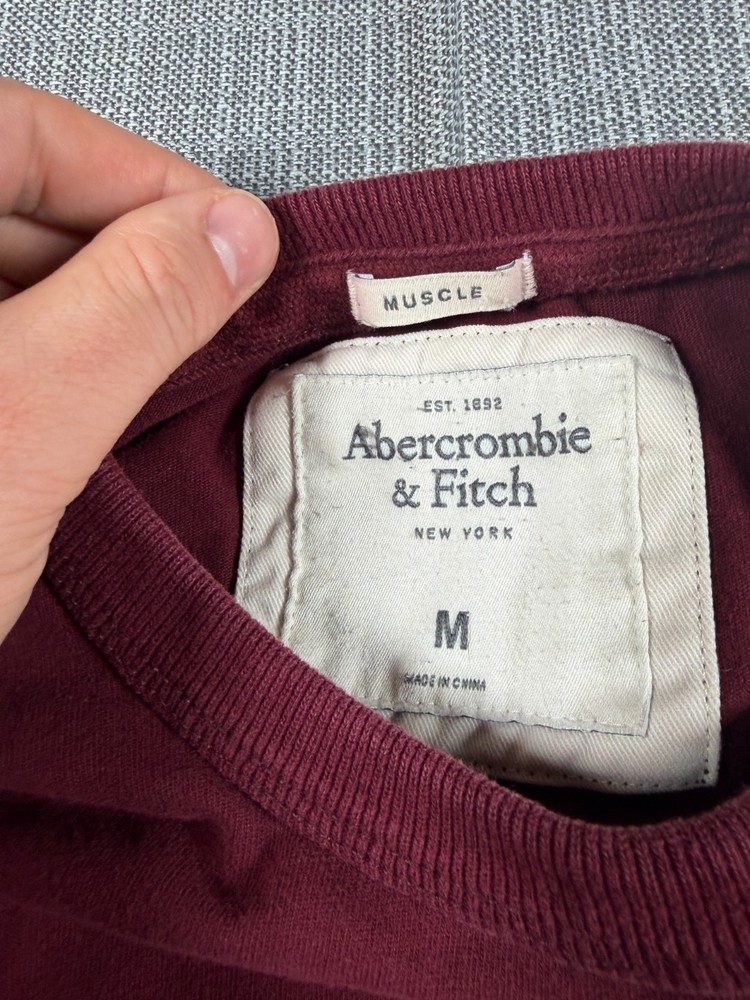 MUSCLE
EST. 1892
Abercrombie
& Fitch
NEW YORK
M
MADE IN CHINA